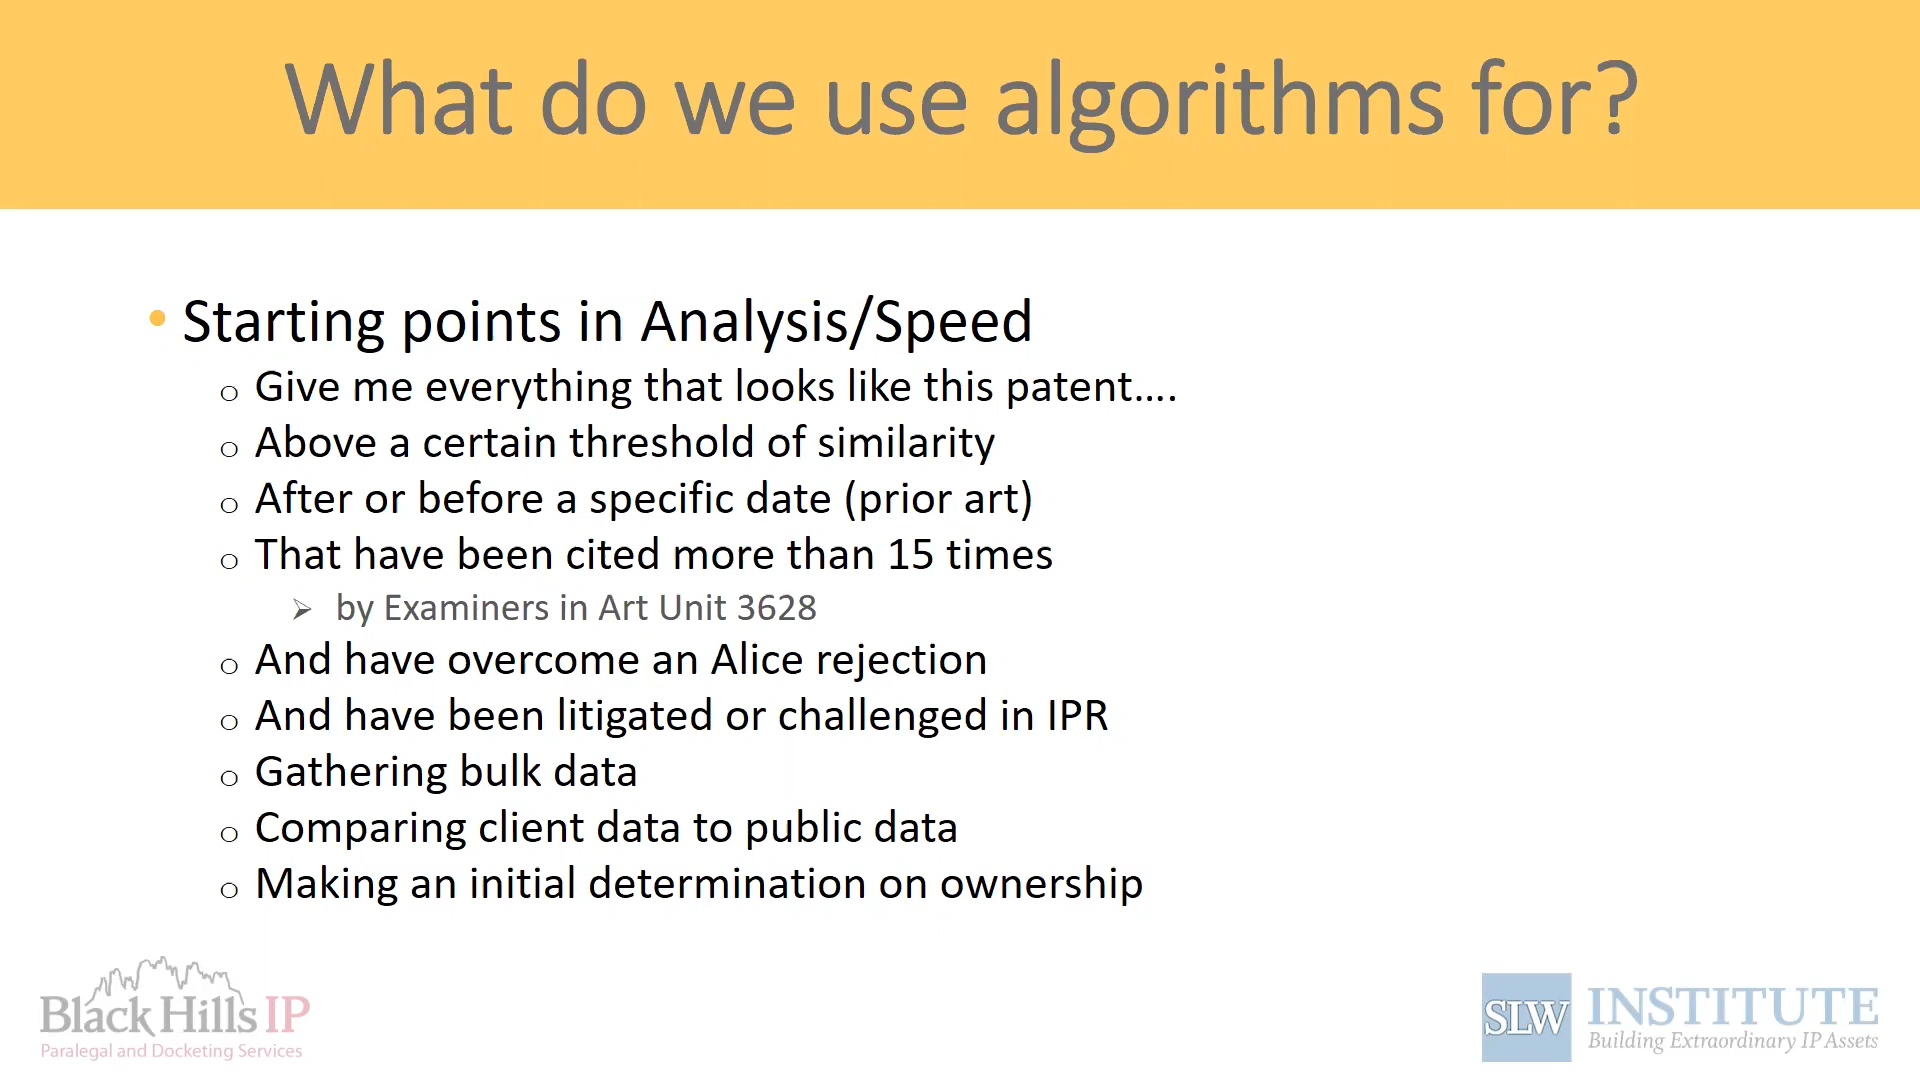 What do we use algorithms for?
• Starting points in Analysis/Speed
o Give me everything that looks like this patent....
o Above a certain threshold of similarity
o After or before a specific date (prior art)
o That have been cited more than 15 times
➢ by Examiners in Art Unit 3628
o And have overcome an Alice rejection
o And have been litigated or challenged in IPR
o Gathering bulk data
o Comparing client data to public data
o Making an initial determination on ownership
Black Hills IP
Paralegal and Docketing Services
SLW INSTITUTE
Building Extraordinary IP Assets